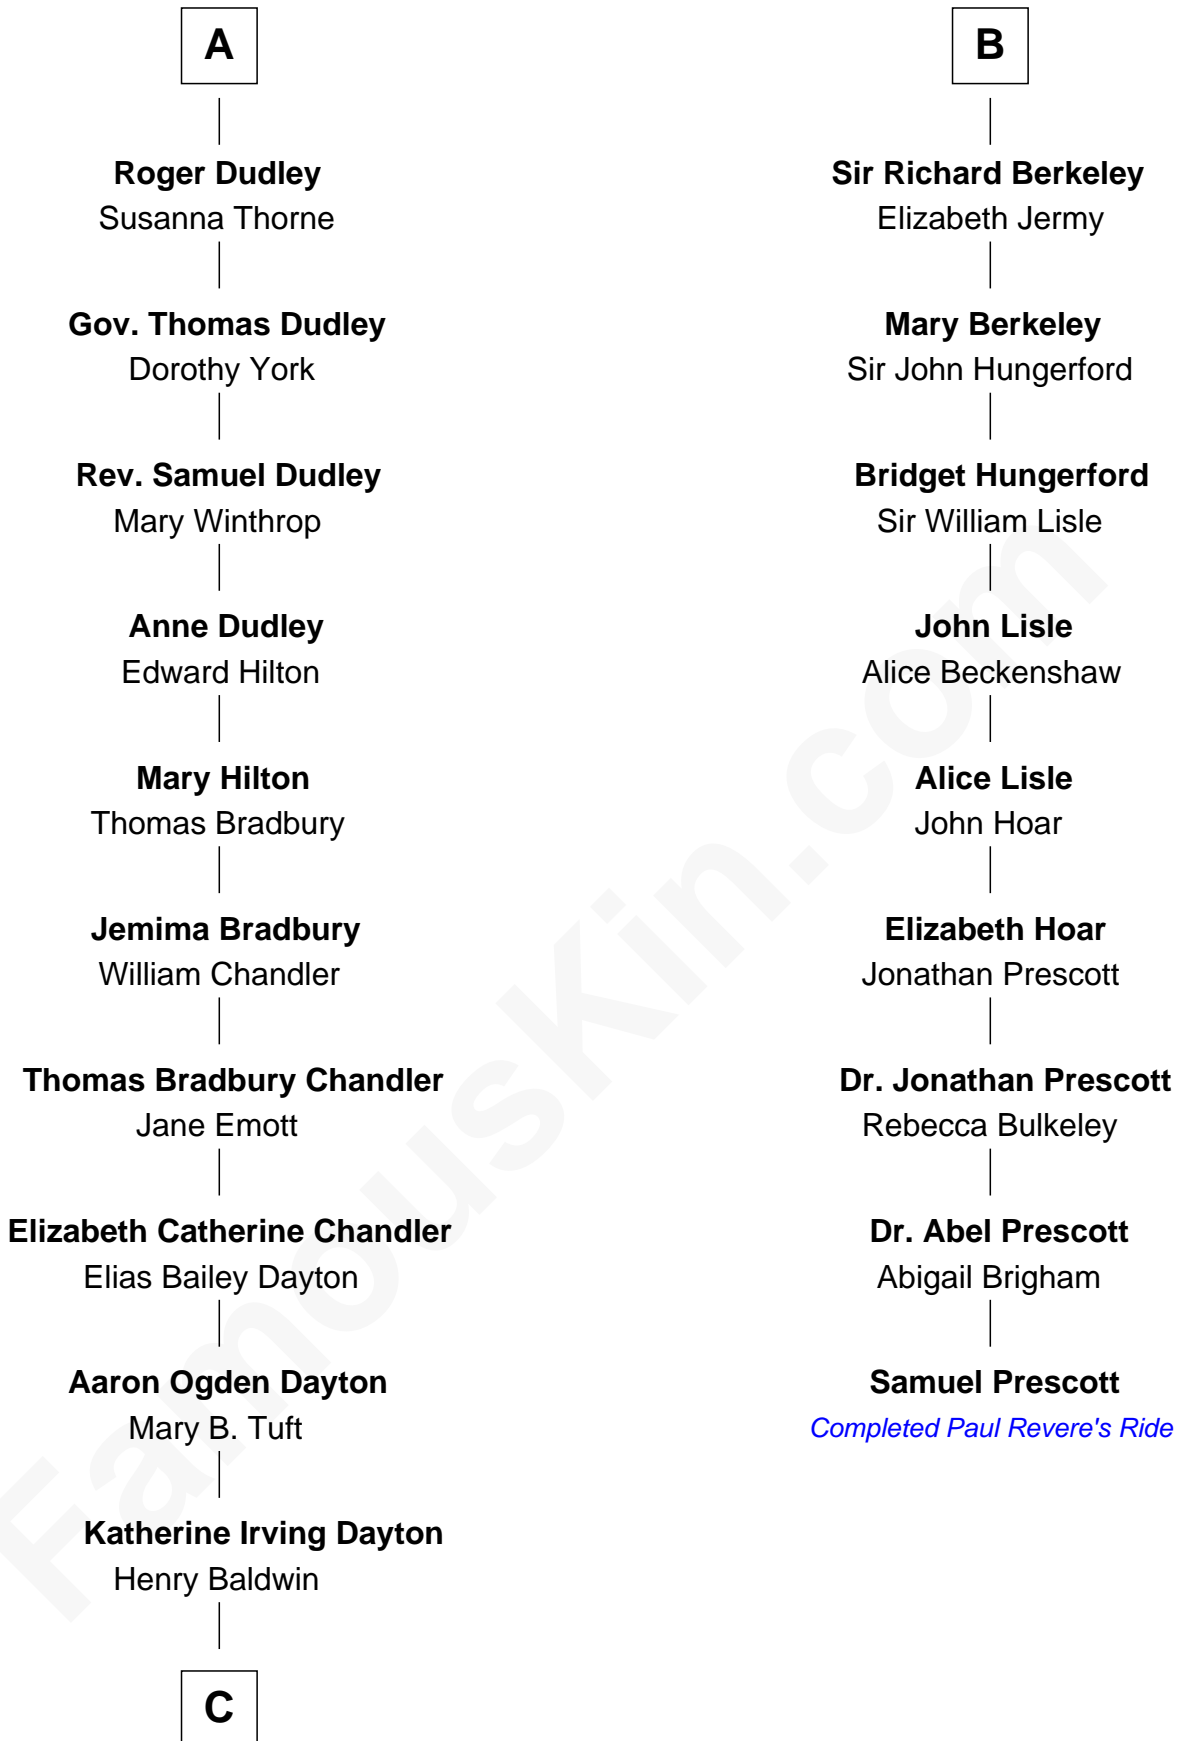 A
Roger Dudley
Susanna Thorne
Gov. Thomas Dudley
Dorothy York
Rev. Samuel Dudley
Mary Winthrop
Anne Dudley
Edward Hilton
Mary Hilton
Thomas Bradbury
Jemima Bradbury
William Chandler
Thomas Bradbury Chandler
Jane Emott
Elizabeth Catherine Chandler
Elias Bailey Dayton
Aaron Ogden Dayton
Mary B. Tuft
Katherine Irving Dayton
Henry Baldwin
C
B
Sir Richard Berkeley
Elizabeth Jermy
Mary Berkeley
Sir John Hungerford
Bridget Hungerford
Sir William Lisle
John Lisle
Alice Beckenshaw
Alice Lisle
John Hoar
Elizabeth Hoar
Jonathan Prescott
Dr. Jonathan Prescott
Rebecca Bulkeley
Dr. Abel Prescott
Abigail Brigham
Samuel Prescott
Completed Paul Revere's Ride
FamousKin.com